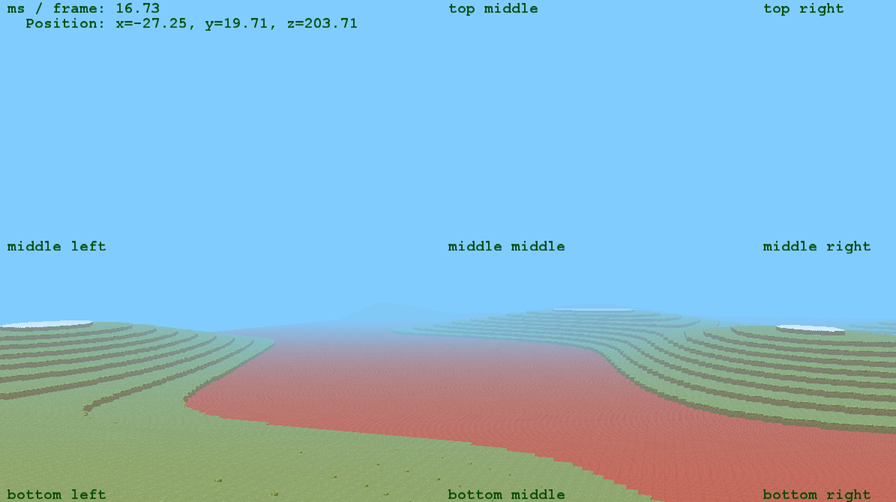 ms / frame: 16.73
Position: x=-27.25, y=19.71, z=203.71
top middle
top right
middle left
middle middle
middle right
bottom left
bottom middle
bottom right